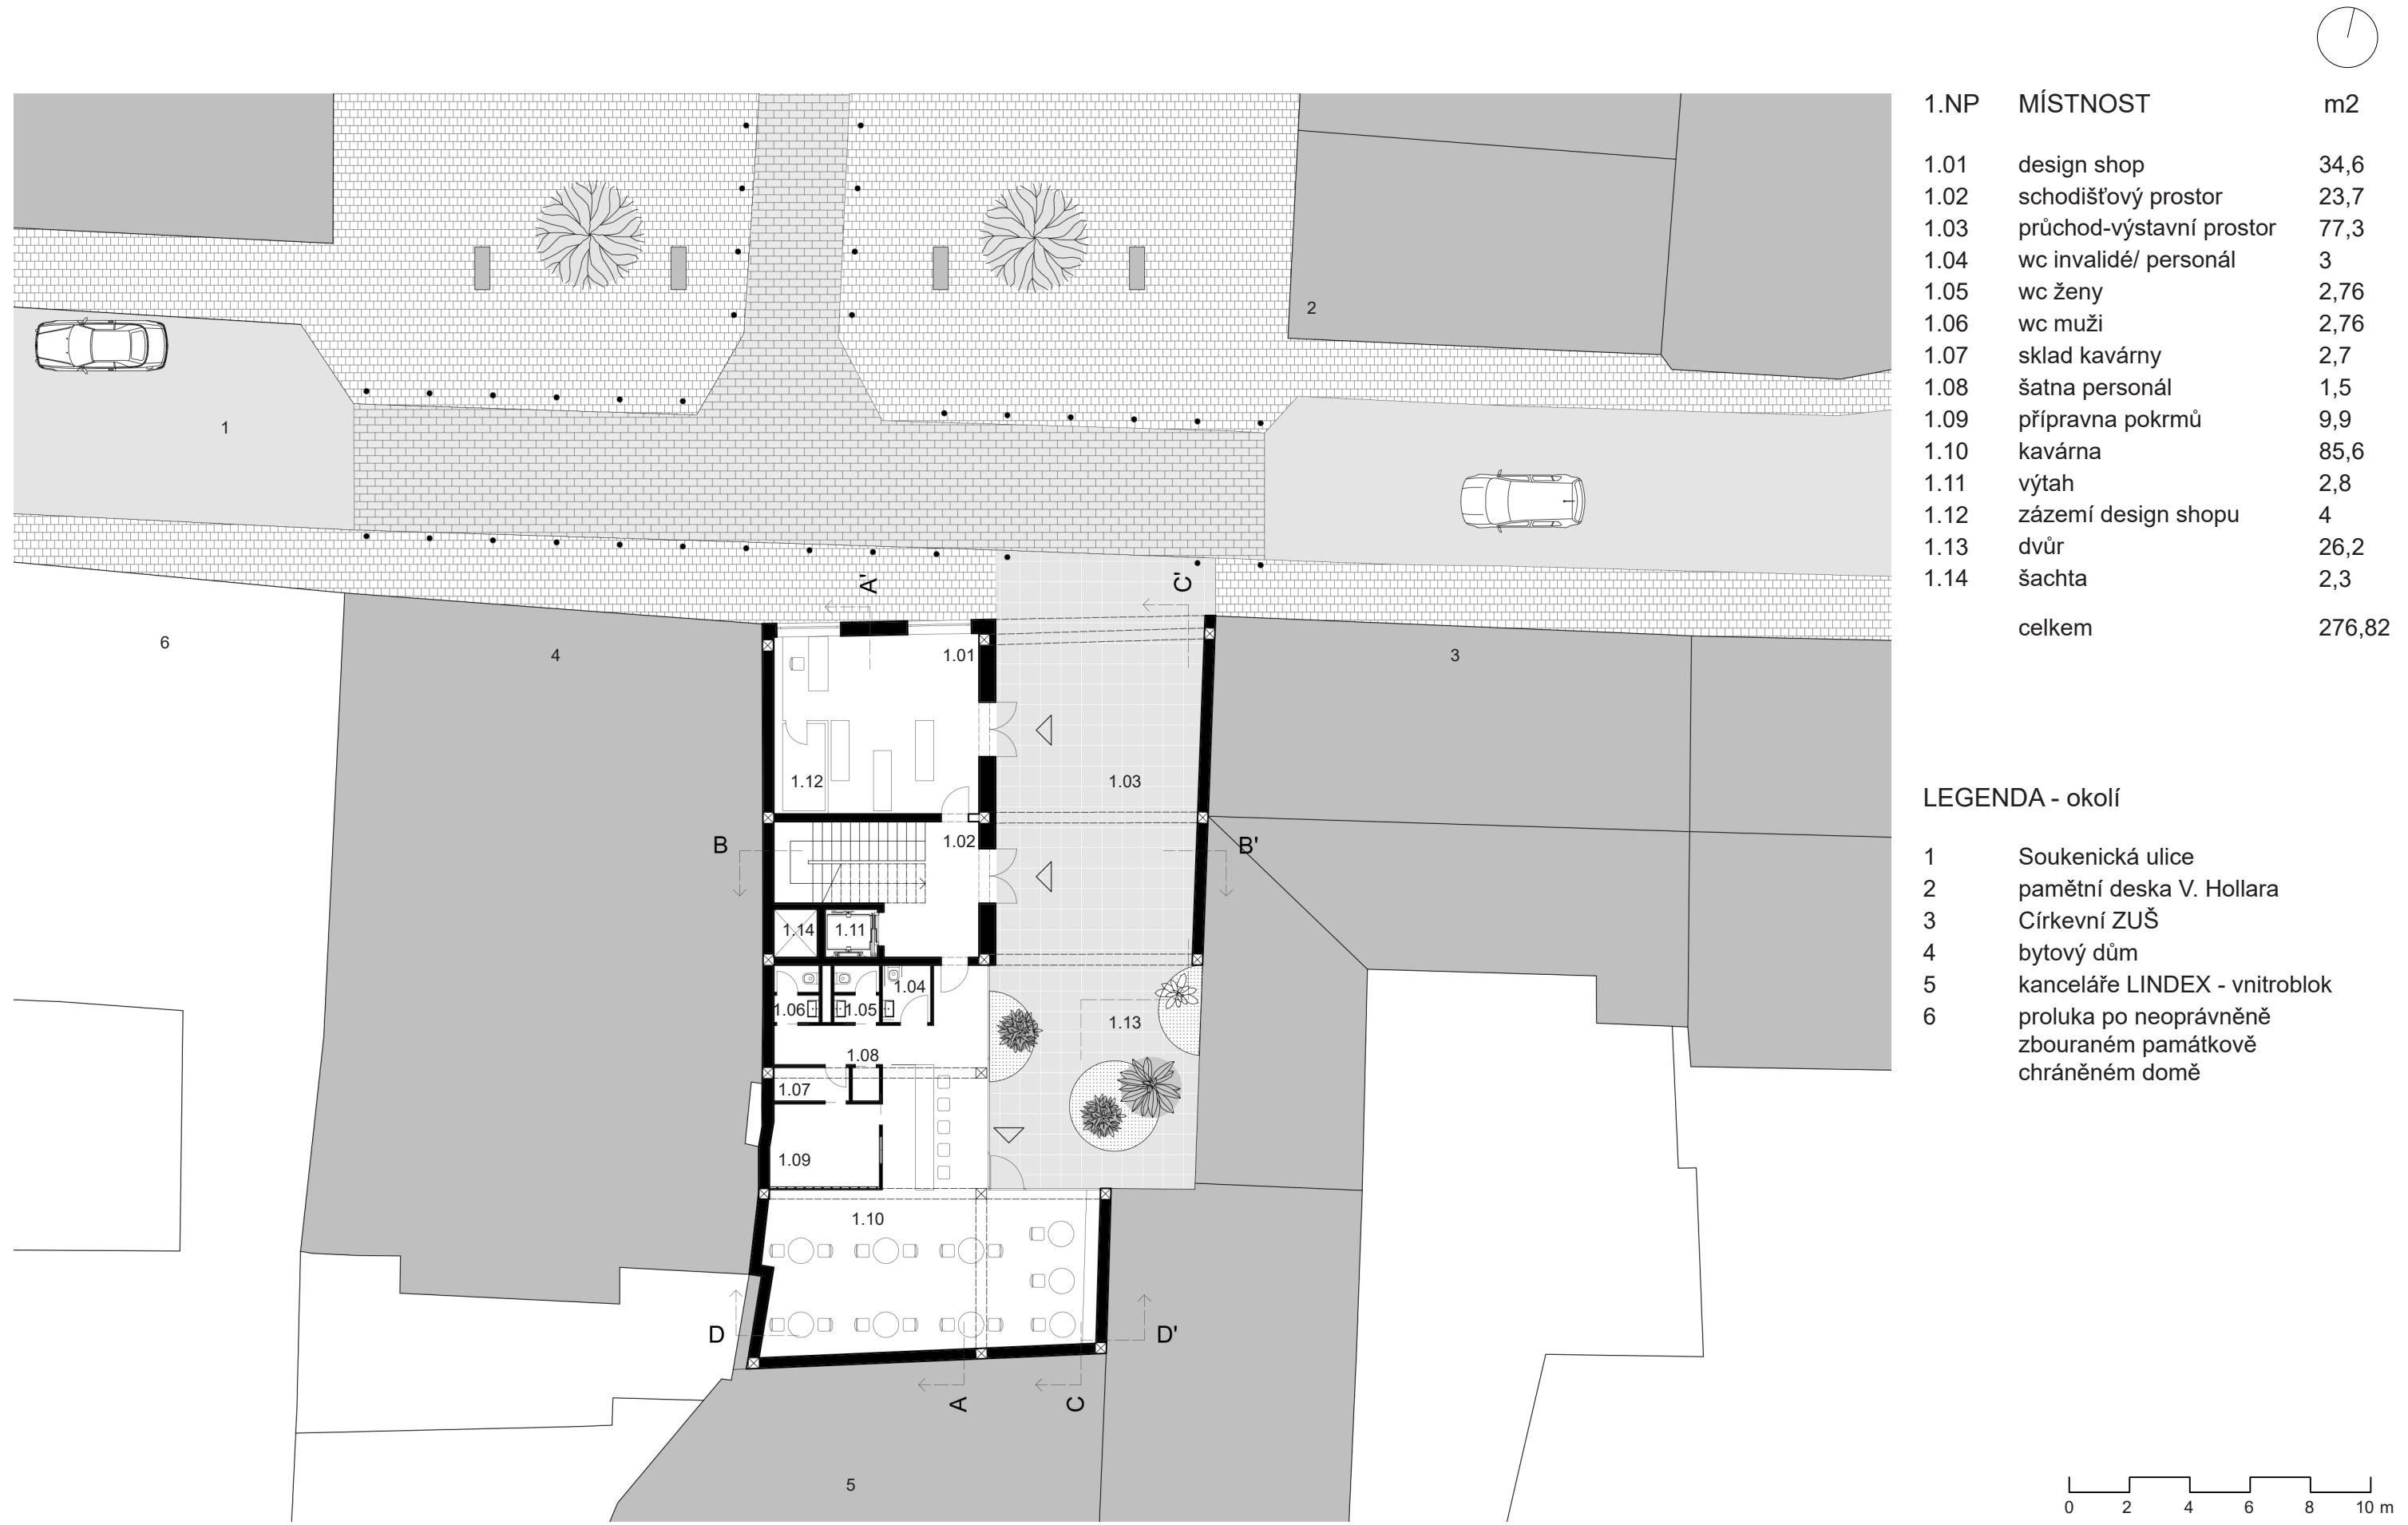 1.NP MÍSTNOST m2
1.01 design shop 34,6
1.02 schodišťový prostor 23,7
1.03 průchod-výstavní prostor 77,3
1.04 wc invalidé/ personál 3
1.05 wc ženy 2,76
1.06 wc muži 2,76
1.07 sklad kavárny 2,7
1.08 šatna personál 1,5
1.09 přípravna pokrmů 9,9
1.10 kavárna 85,6
1.11 výtah 2,8
1.12 zázemí design shopu 4
1.13 dvůr 26,2
1.14 šachta 2,3
celkem 276,82
LEGENDA - okolí
1 Soukenická ulice
2 pamětní deska V. Hollara
3 Církevní ZUŠ
4 bytový dům
5 kanceláře LINDEX - vnitroblok
6 proluka po neoprávněně
zbouraném památkově
chráněném domě
2
1
A'
C'
6
4
1.01
3
1.12
1.03
B
1.02
B'
1.14
1.11
1.04
1.06
1.05
1.13
1.08
1.07
1.09
1.10
D
D'
A
C
5
0 2 4 6 8 10 m